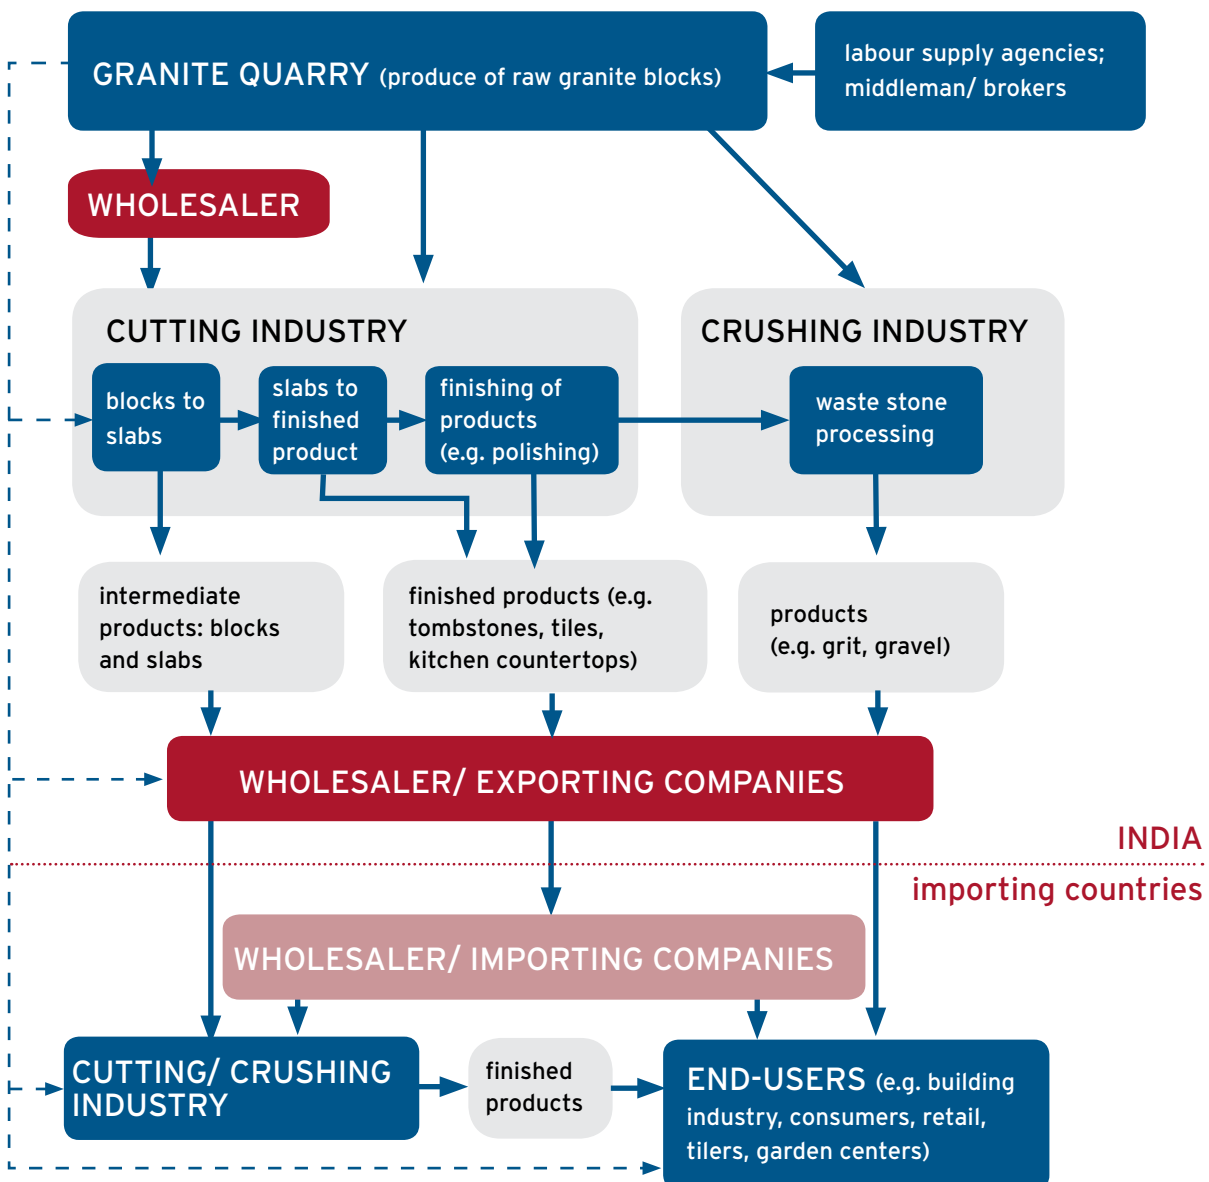 GRANITE QUARRY (produce of raw granite blocks)
labour supply agencies;
middleman/ brokers
WHOLESALER
CUTTING INDUSTRY
blocks to
slabs
slabs to
finished
product
finishing of
products
(e.g. polishing)
CRUSHING INDUSTRY
waste stone
processing
intermediate
products: blocks
and slabs
finished products (e.g.
tombstones, tiles,
kitchen countertops)
products
(e.g. grit, gravel)
WHOLESALER/ EXPORTING COMPANIES
INDIA
importing countries
WHOLESALER/ IMPORTING COMPANIES
CUTTING/ CRUSHING
INDUSTRY
finished
products
END-USERS (e.g. building
industry, consumers, retail,
tilers, garden centers)